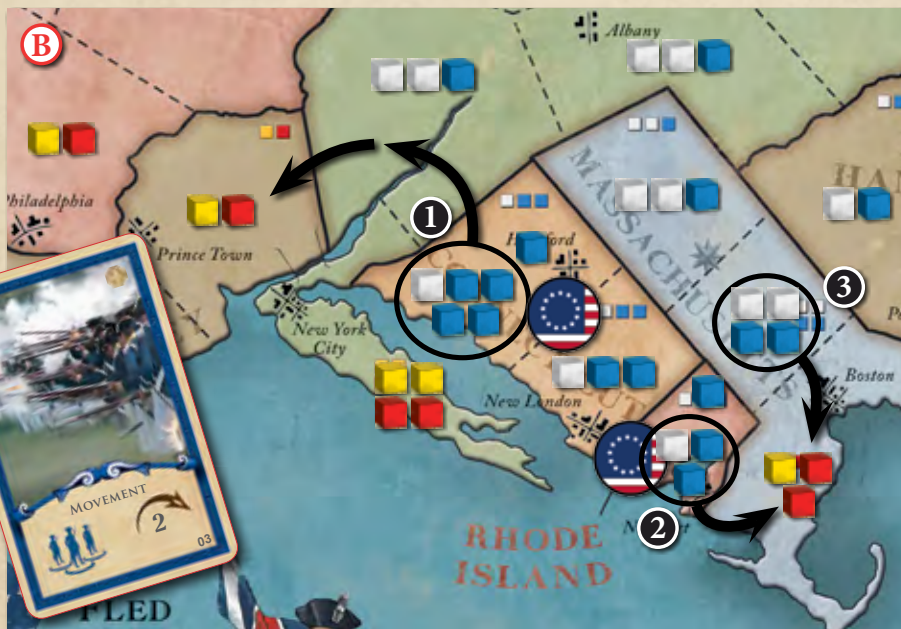 B
Albany
Philadelphia
Prince Town
1
New York
City
New London
MASSACHUSETTS
3
Boston
2
RHODE
ISLAND
MOVEMENT
2
03
FLED